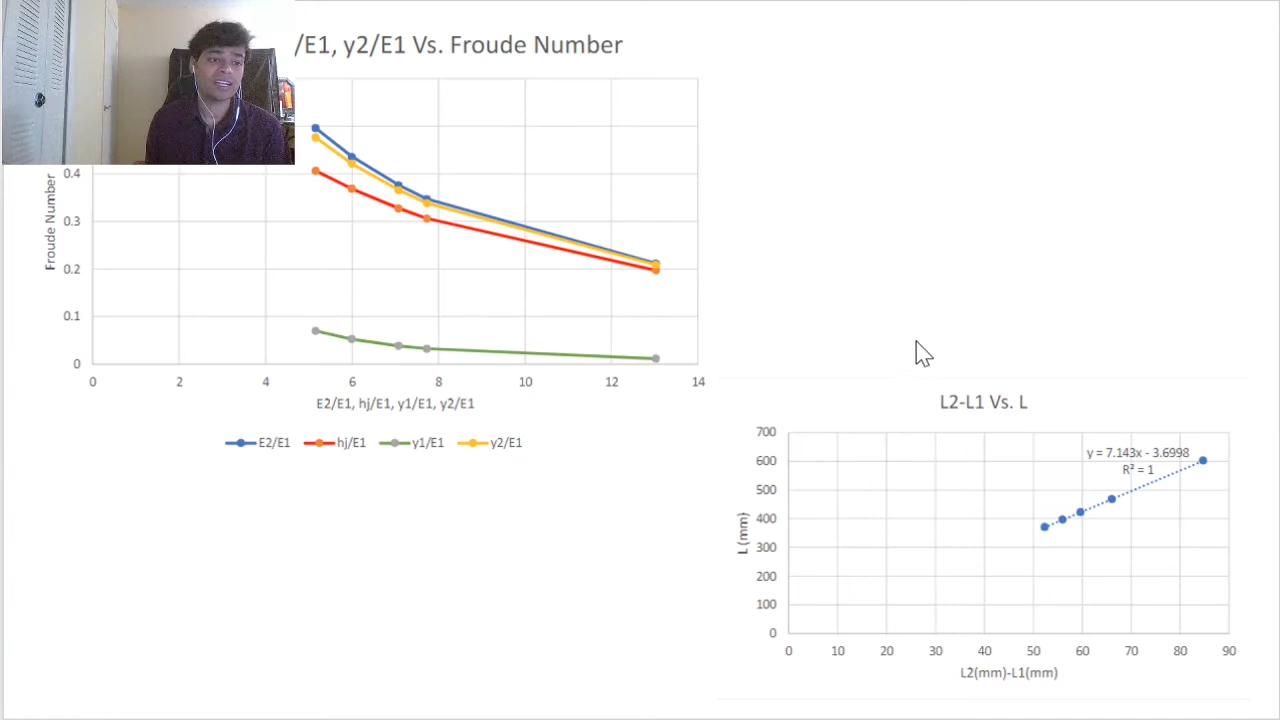 /E1, y2/E1 Vs. Froude Number
Froude Number
0.4
0.3
0.2
0.1
0
0 2 4 6 8 10 12 14
E2/E1, hj/E1, y1/E1, y2/E1
E2/E1 hj/E1 y1/E1 y2/E1
L2-L1 Vs. L
L (mm)
700
600
500
400
300
200
100
0
y = 7.143x - 3.6998
R² = 1
0 10 20 30 40 50 60 70 80 90
L2(mm)-L1(mm)